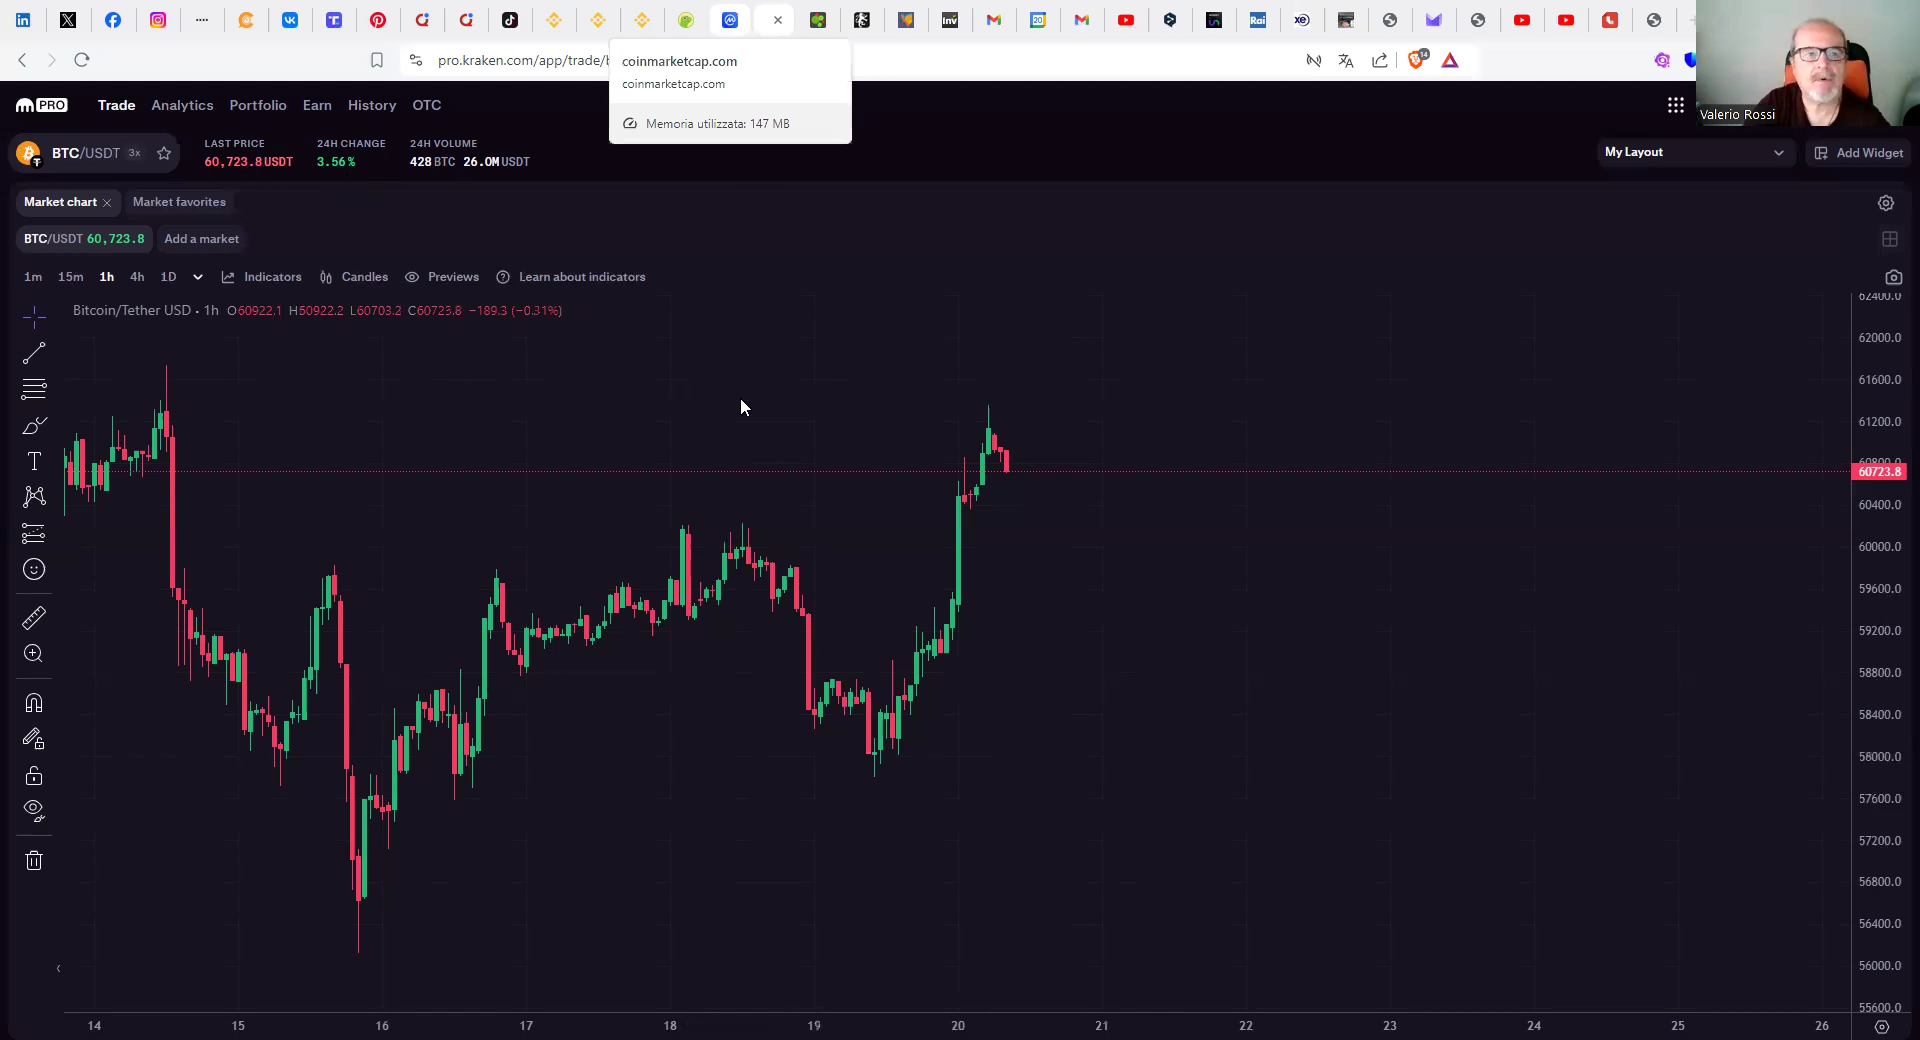 pro.kraken.com/app/trade/b
14
coinmarketcap.com
coinmarketcap.com
Memoria utilizzata: 147 MB
Valerio Rossi
PRO
Trade
Analytics
Portfolio
Earn
History
OTC
BTC/USDT 3x
LAST PRICE
60,723.8 USDT
24H CHANGE
3.56%
24H VOLUME
428 BTC 26.0M USDT
My Layout
Add Widget
Market chart
Market favorites
BTC/USDT 60,723.8
Add a market
1m 15m 1h 4h 1D
Indicators
Candles
Previews
Learn about indicators
Bitcoin/Tether USD · 1h O60922.1 H60922.2 L60703.2 C60723.8 −189.3 (−0.31%)
62400.0
62000.0
61600.0
61200.0
60800.0
60723.8
60400.0
60000.0
59600.0
59200.0
58800.0
58400.0
58000.0
57600.0
57200.0
56800.0
56400.0
56000.0
55600.0
14 15 16 17 18 19 20 21 22 23 24 25 26